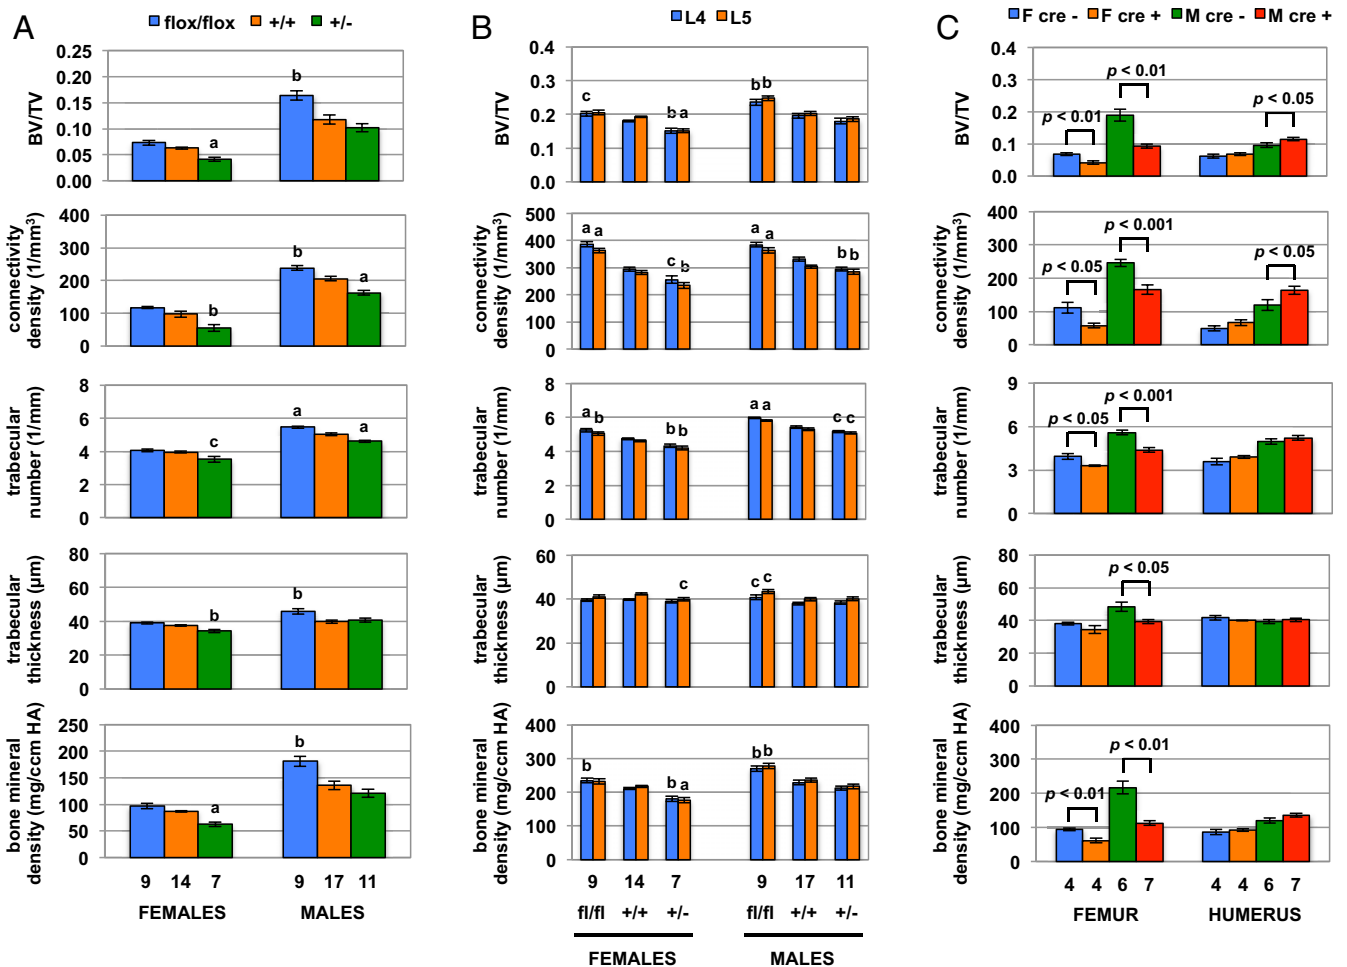 A
flox/flox +/+ +/-
BV/TV
0.25
0.20
0.15
0.10
0.05
0.00
a
b
connectivity
density (1/mm³)
400
300
200
100
0
b
b
a
trabecular
number (1/mm)
8
6
4
2
0
c
a
a
trabecular
thickness (µm)
80
60
40
20
0
b
b
bone mineral
density (mg/ccm HA)
250
200
150
100
50
0
a
b
9 14 7 9 17 11
FEMALES MALES
B
L4 L5
BV/TV
0.4
0.3
0.2
0.1
0.0
c b a b b
connectivity
density (1/mm³)
500
400
300
200
100
0
a a c b a a b b
trabecular
number (1/mm)
8
6
4
2
0
a b b b a a c c
trabecular
thickness (µm)
60
40
20
0
c c c
bone mineral
density (mg/ccm HA)
400
300
200
100
0
b b a b b
9 14 7 9 17 11
fl/fl +/+ +/- fl/fl +/+ +/-
FEMALES MALES
C
F cre - F cre + M cre - M cre +
BV/TV
0.4
0.3
0.2
0.1
0.0
p < 0.01
p < 0.01
p < 0.05
connectivity
density (1/mm³)
400
300
200
100
0
p < 0.05
p < 0.001
p < 0.05
trabecular
number (1/mm)
9
6
3
0
p < 0.05
p < 0.001
trabecular
thickness (µm)
80
60
40
20
0
p < 0.05
bone mineral
density (mg/ccm HA)
400
300
200
100
0
p < 0.01
p < 0.01
4 4 6 7 4 4 6 7
FEMUR HUMERUS